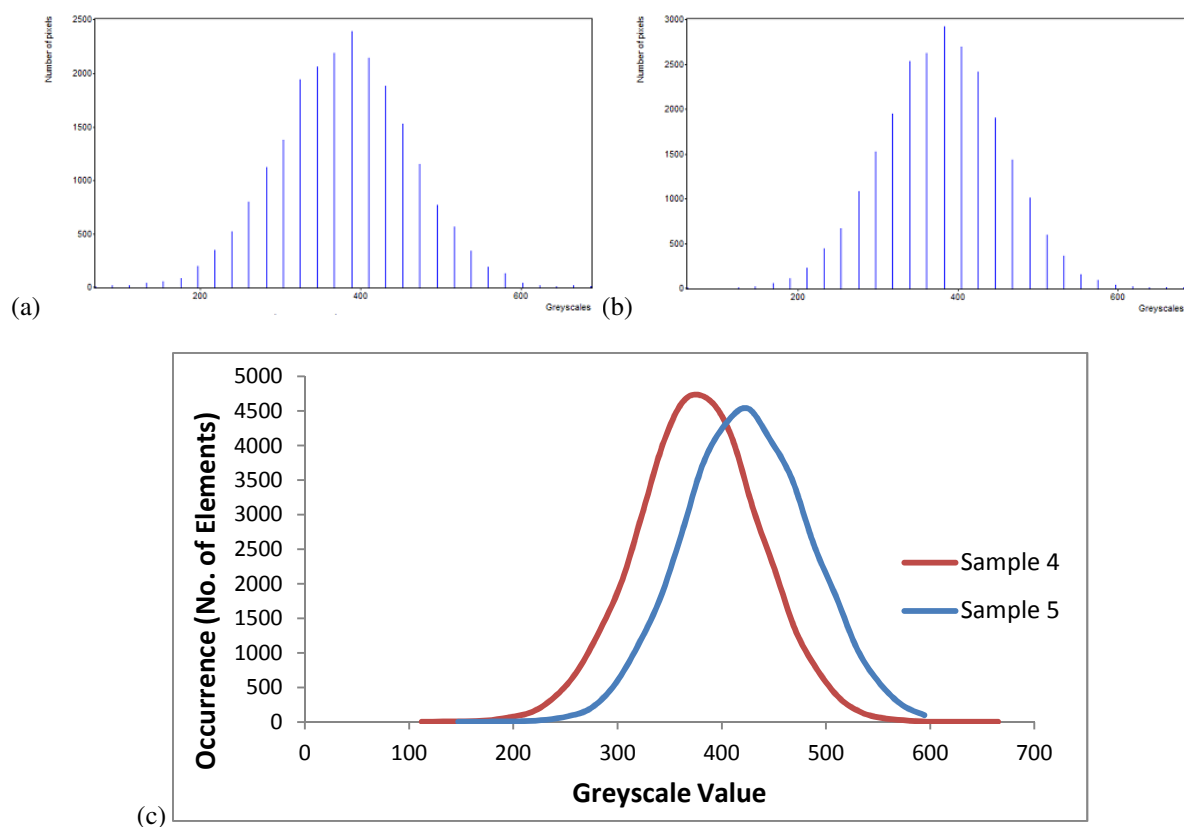 Number of pixels
2500
2000
1500
1000
500
0
200
400
600
Greyscales
(a)
Number of pixels
3000
2500
2000
1500
1000
500
0
200
400
600
Greyscales
(b)
Occurrence (No. of Elements)
5000
4500
4000
3500
3000
2500
2000
1500
1000
500
0
0 100 200 300 400 500 600 700
Greyscale Value
Sample 4
Sample 5
(c)